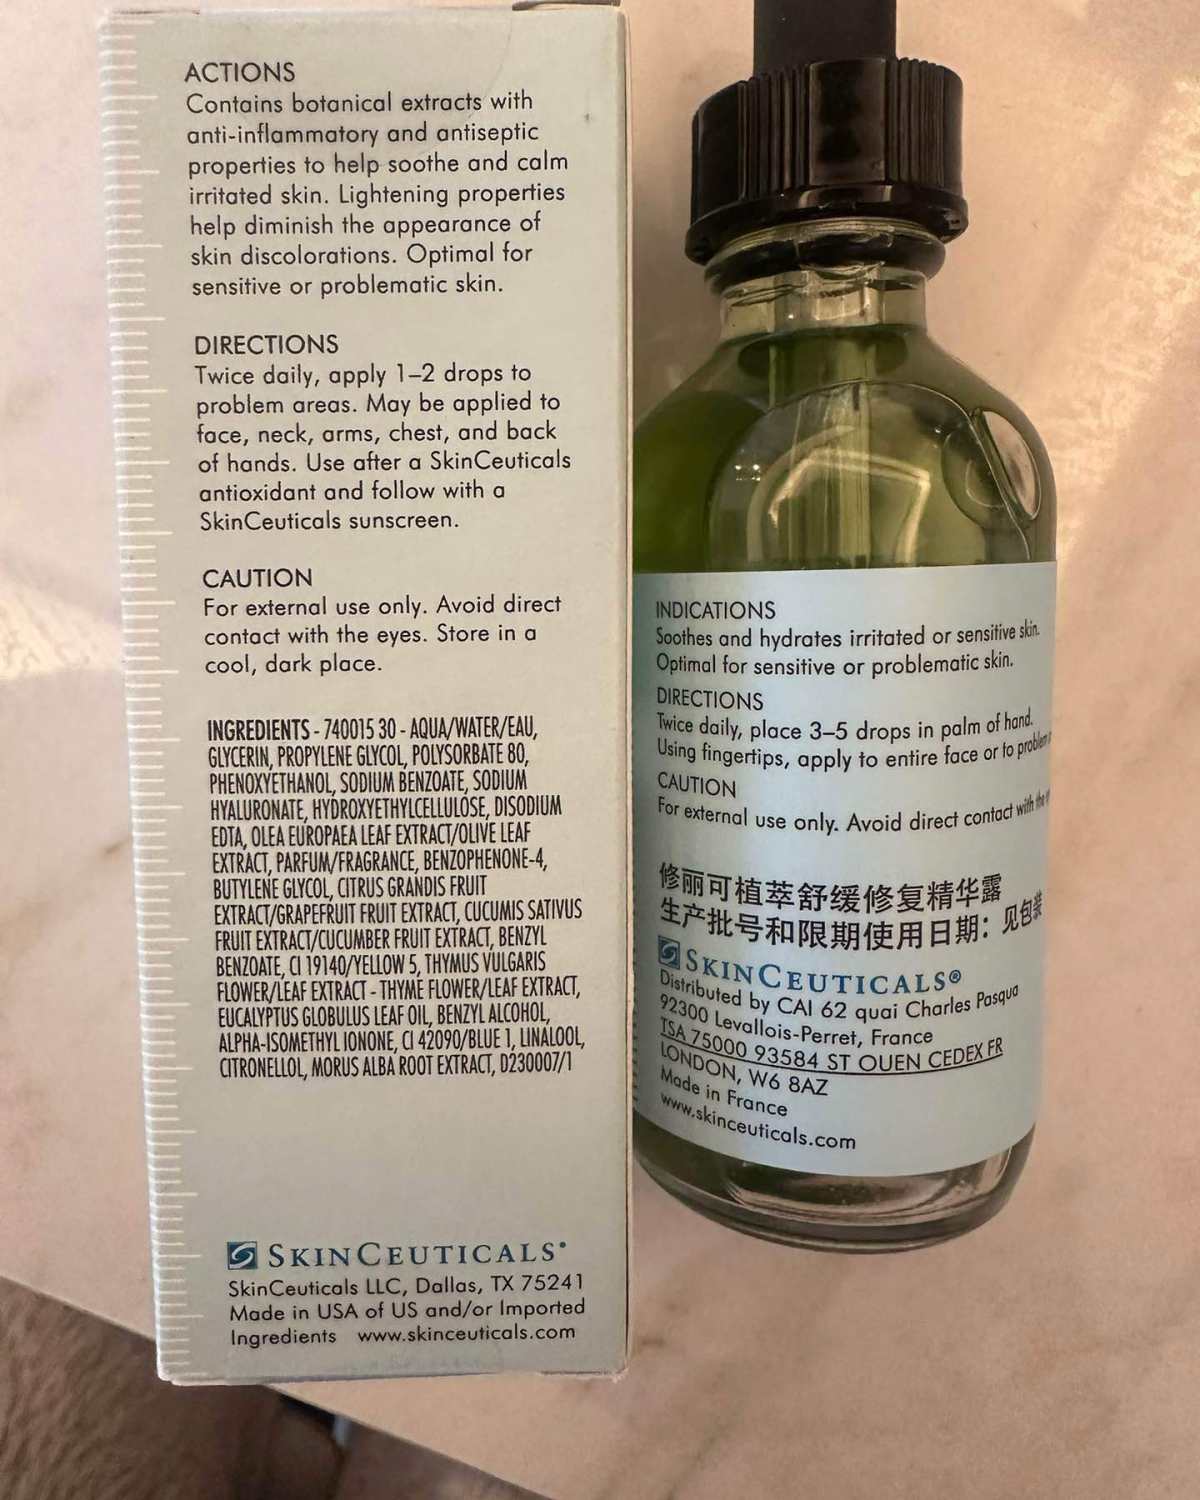 ACTIONS
Contains botanical extracts with
anti-inflammatory and antiseptic
properties to help soothe and calm
irritated skin. Lightening properties
help diminish the appearance of
skin discolorations. Optimal for
sensitive or problematic skin.
DIRECTIONS
Twice daily, apply 1–2 drops to
problem areas. May be applied to
face, neck, arms, chest, and back
of hands. Use after a SkinCeuticals
antioxidant and follow with a
SkinCeuticals sunscreen.
CAUTION
For external use only. Avoid direct
contact with the eyes. Store in a
cool, dark place.
INGREDIENTS - 740015 30 - AQUA/WATER/EAU,
GLYCERIN, PROPYLENE GLYCOL, POLYSORBATE 80,
PHENOXYETHANOL, SODIUM BENZOATE, SODIUM
HYALURONATE, HYDROXYETHYLCELLULOSE, DISODIUM
EDTA, OLEA EUROPAEA LEAF EXTRACT/OLIVE LEAF
EXTRACT, PARFUM/FRAGRANCE, BENZOPHENONE-4,
BUTYLENE GLYCOL, CITRUS GRANDIS FRUIT
EXTRACT/GRAPEFRUIT FRUIT EXTRACT, CUCUMIS SATIVUS
FRUIT EXTRACT/CUCUMBER FRUIT EXTRACT, BENZYL
BENZOATE, CI 19140/YELLOW 5, THYMUS VULGARIS
FLOWER/LEAF EXTRACT - THYME FLOWER/LEAF EXTRACT,
EUCALYPTUS GLOBULUS LEAF OIL, BENZYL ALCOHOL,
ALPHA-ISOMETHYL IONONE, CI 42090/BLUE 1, LINALOOL,
CITRONELLOL, MORUS ALBA ROOT EXTRACT, D230007/1
SKINCEUTICALS
SkinCeuticals LLC, Dallas, TX 75241
Made in USA of US and/or Imported
Ingredients www.skinceuticals.com
INDICATIONS
Soothes and hydrates irritated or sensitive skin.
Optimal for sensitive or problematic skin.
DIRECTIONS
Twice daily, place 3–5 drops in palm of hand.
Using fingertips, apply to entire face or to problem
CAUTION
For external use only. Avoid direct contact with the
修丽可植萃舒缓修复精华露
生产批号和限期使用日期：见包装
SKINCEUTICALS®
Distributed by CAI 62 quai Charles Pasqua
92300 Levallois-Perret, France
ISA 75000 93584 ST OUEN CEDEX FR
LONDON, W6 8AZ
Made in France
www.skinceuticals.com